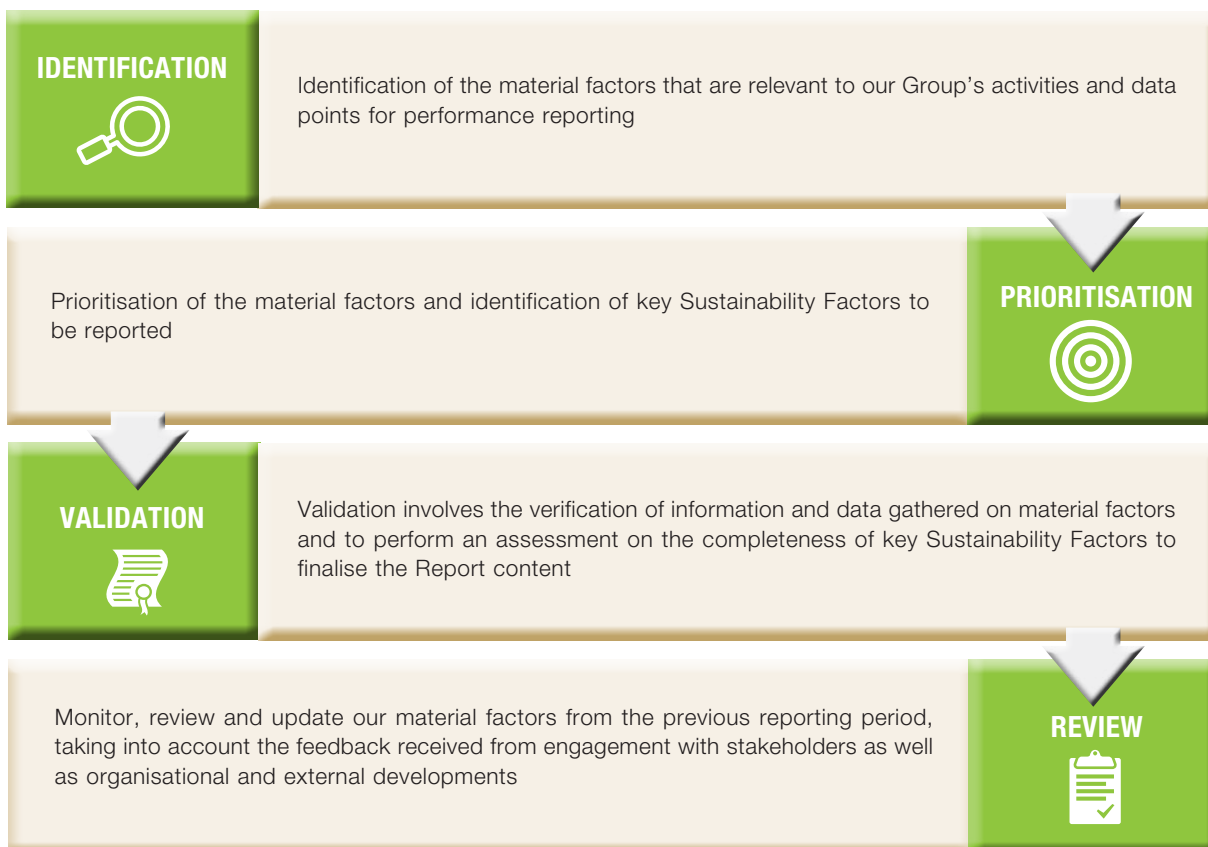 IDENTIFICATION
Identification of the material factors that are relevant to our Group's activities and data
points for performance reporting
Prioritisation of the material factors and identification of key Sustainability Factors to
be reported
PRIORITISATION
VALIDATION
Validation involves the verification of information and data gathered on material factors
and to perform an assessment on the completeness of key Sustainability Factors to
finalise the Report content
Monitor, review and update our material factors from the previous reporting period,
taking into account the feedback received from engagement with stakeholders as well
as organisational and external developments
REVIEW